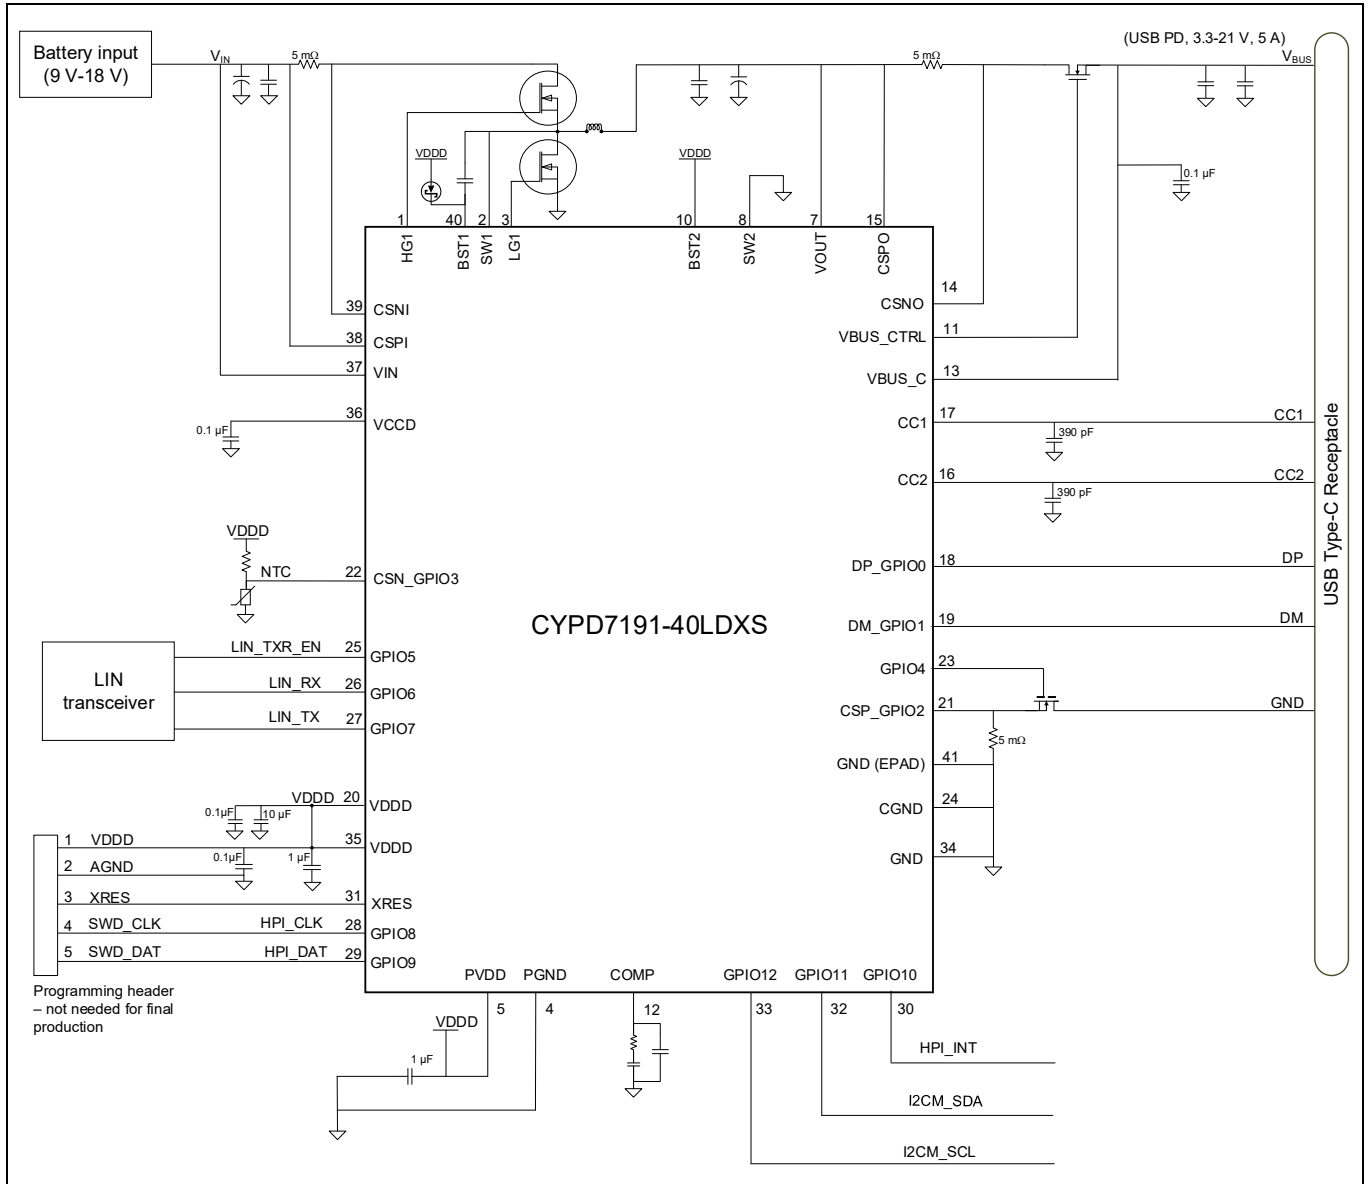 Battery input
(9 V-18 V)
VIN
5 mΩ
5 mΩ
(USB PD, 3.3-21 V, 5 A)
VBUS
VDDD
VDDD
0.1 µF
1
40
2
3
10
8
7
15
HG1
BST1
SW1
LG1
BST2
SW2
VOUT
CSPO
39 CSNI
38 CSPI
37 VIN
36 VCCD
0.1 µF
VDDD
NTC
22 CSN_GPIO3
LIN
transceiver
LIN_TXR_EN 25 GPIO5
LIN_RX 26 GPIO6
LIN_TX 27 GPIO7
VDDD 20 VDDD
0.1µF
10 µF
35 VDDD
0.1µF
1 µF
1 VDDD
2 AGND
3 XRES
4 SWD_CLK
5 SWD_DAT
31 XRES
HPI_CLK 28 GPIO8
HPI_DAT 29 GPIO9
Programming header
– not needed for final
production
CYPD7191-40LDXS
CSNO 14
VBUS_CTRL 11
VBUS_C 13
CC1 17 CC1
390 pF
CC2 16 CC2
390 pF
DP_GPIO0 18 DP
DM_GPIO1 19 DM
GPIO4 23
CSP_GPIO2 21 GND
5 mΩ
GND (EPAD) 41
CGND 24
GND 34
USB Type-C Receptacle
PVDD
PGND
COMP
GPIO12
GPIO11
GPIO10
5
4
12
33
32
30
VDDD
1 µF
HPI_INT
I2CM_SDA
I2CM_SCL